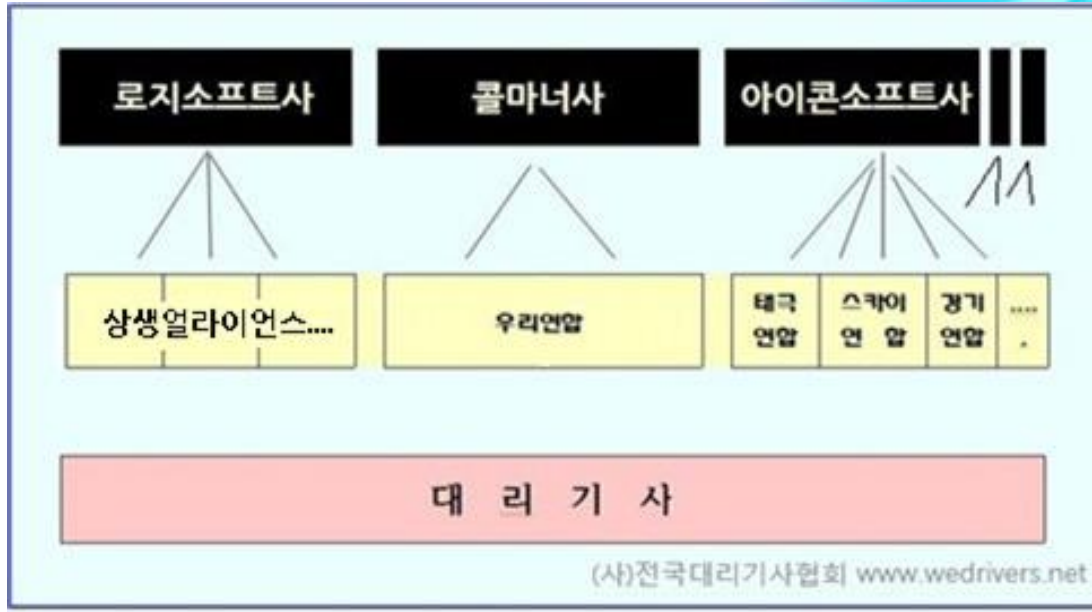 로지소프트사
콜마너사
아이콘소프트사
상생얼라이언스....
우리연합
태극
연합
스카이
연 합
경기
연합
....
.
대 리 기 사
(사)전국대리기사협회 www.wedrivers.net